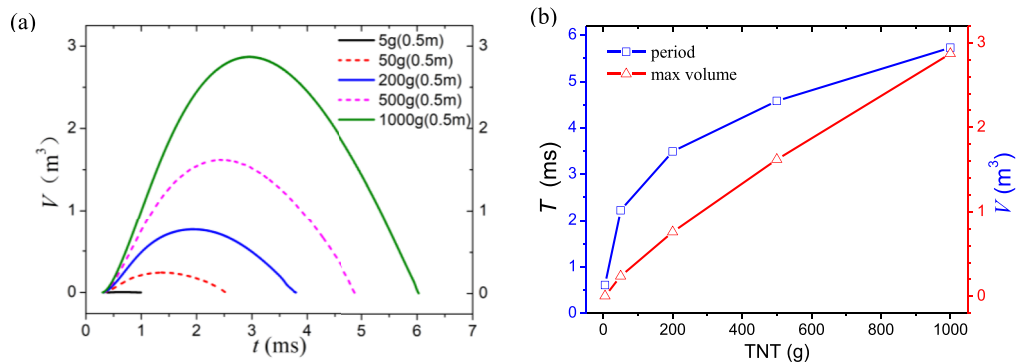 (a)
5g(0.5m)
50g(0.5m)
200g(0.5m)
500g(0.5m)
1000g(0.5m)
V (m³)
3
2
1
0
3
2
1
0
0 1 2 3 4 5 6 7
t (ms)
(b)
period
max volume
T (ms)
6
5
4
3
2
1
0
V (m³)
3
2
1
0
0 200 400 600 800 1000
TNT (g)